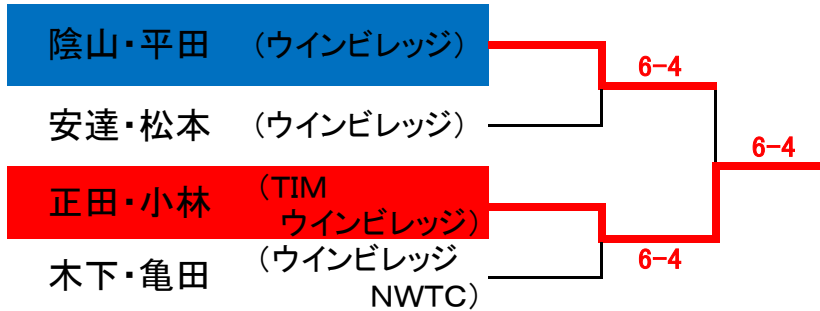 陰山・平田 (ウインビレッジ)
6-4
安達・松本 (ウインビレッジ)
6-4
正田・小林 (TIM
ウインビレッジ)
6-4
木下・亀田 (ウインビレッジ
NWTC)